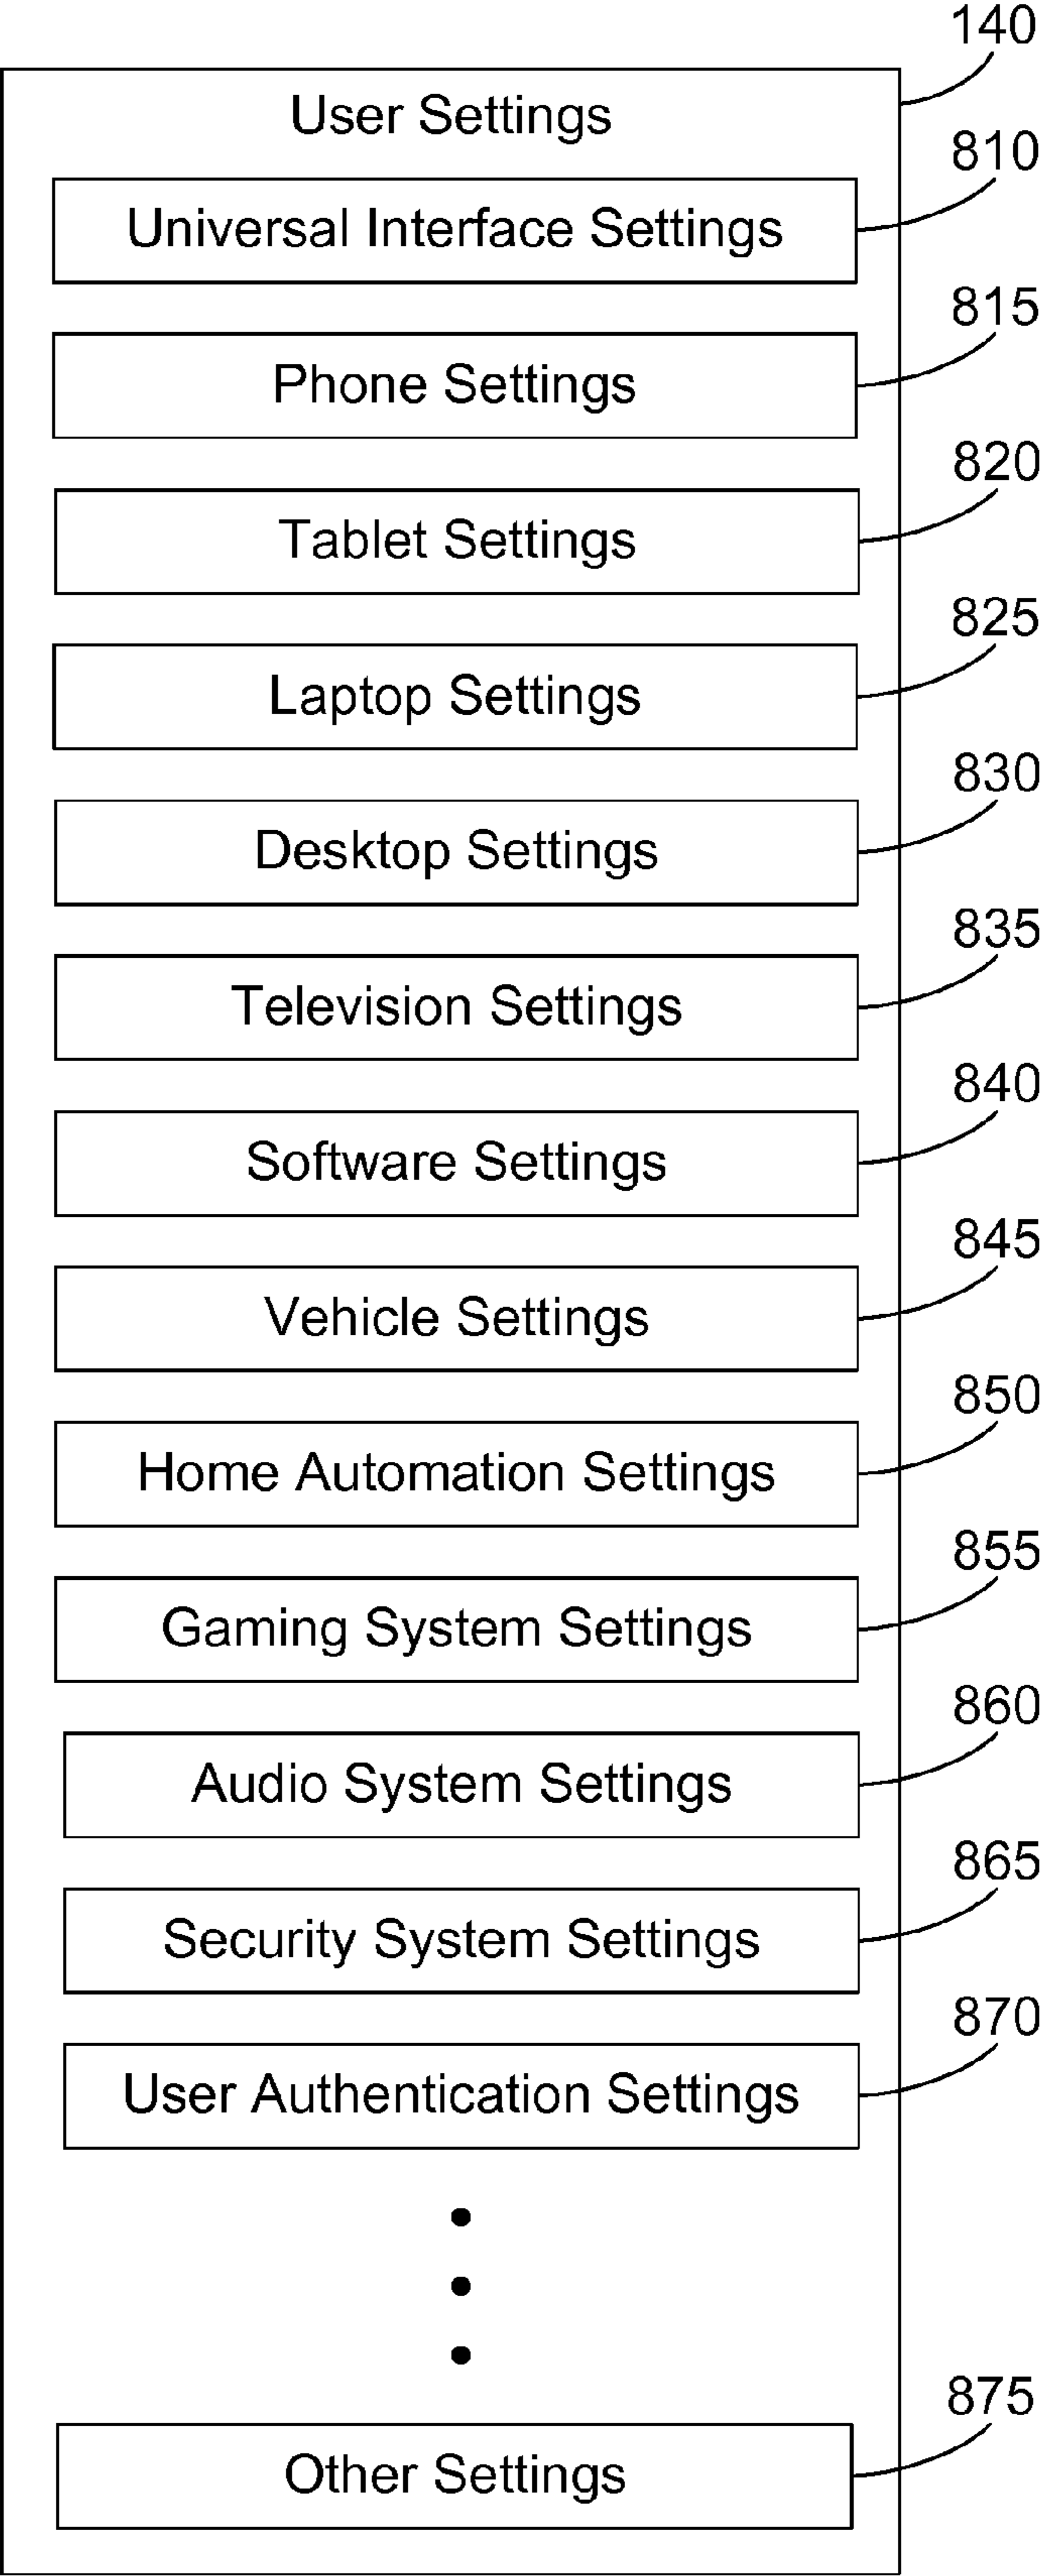 140
User Settings
810
Universal Interface Settings
815
Phone Settings
820
Tablet Settings
825
Laptop Settings
830
Desktop Settings
835
Television Settings
840
Software Settings
845
Vehicle Settings
850
Home Automation Settings
855
Gaming System Settings
860
Audio System Settings
865
Security System Settings
870
User Authentication Settings
875
Other Settings